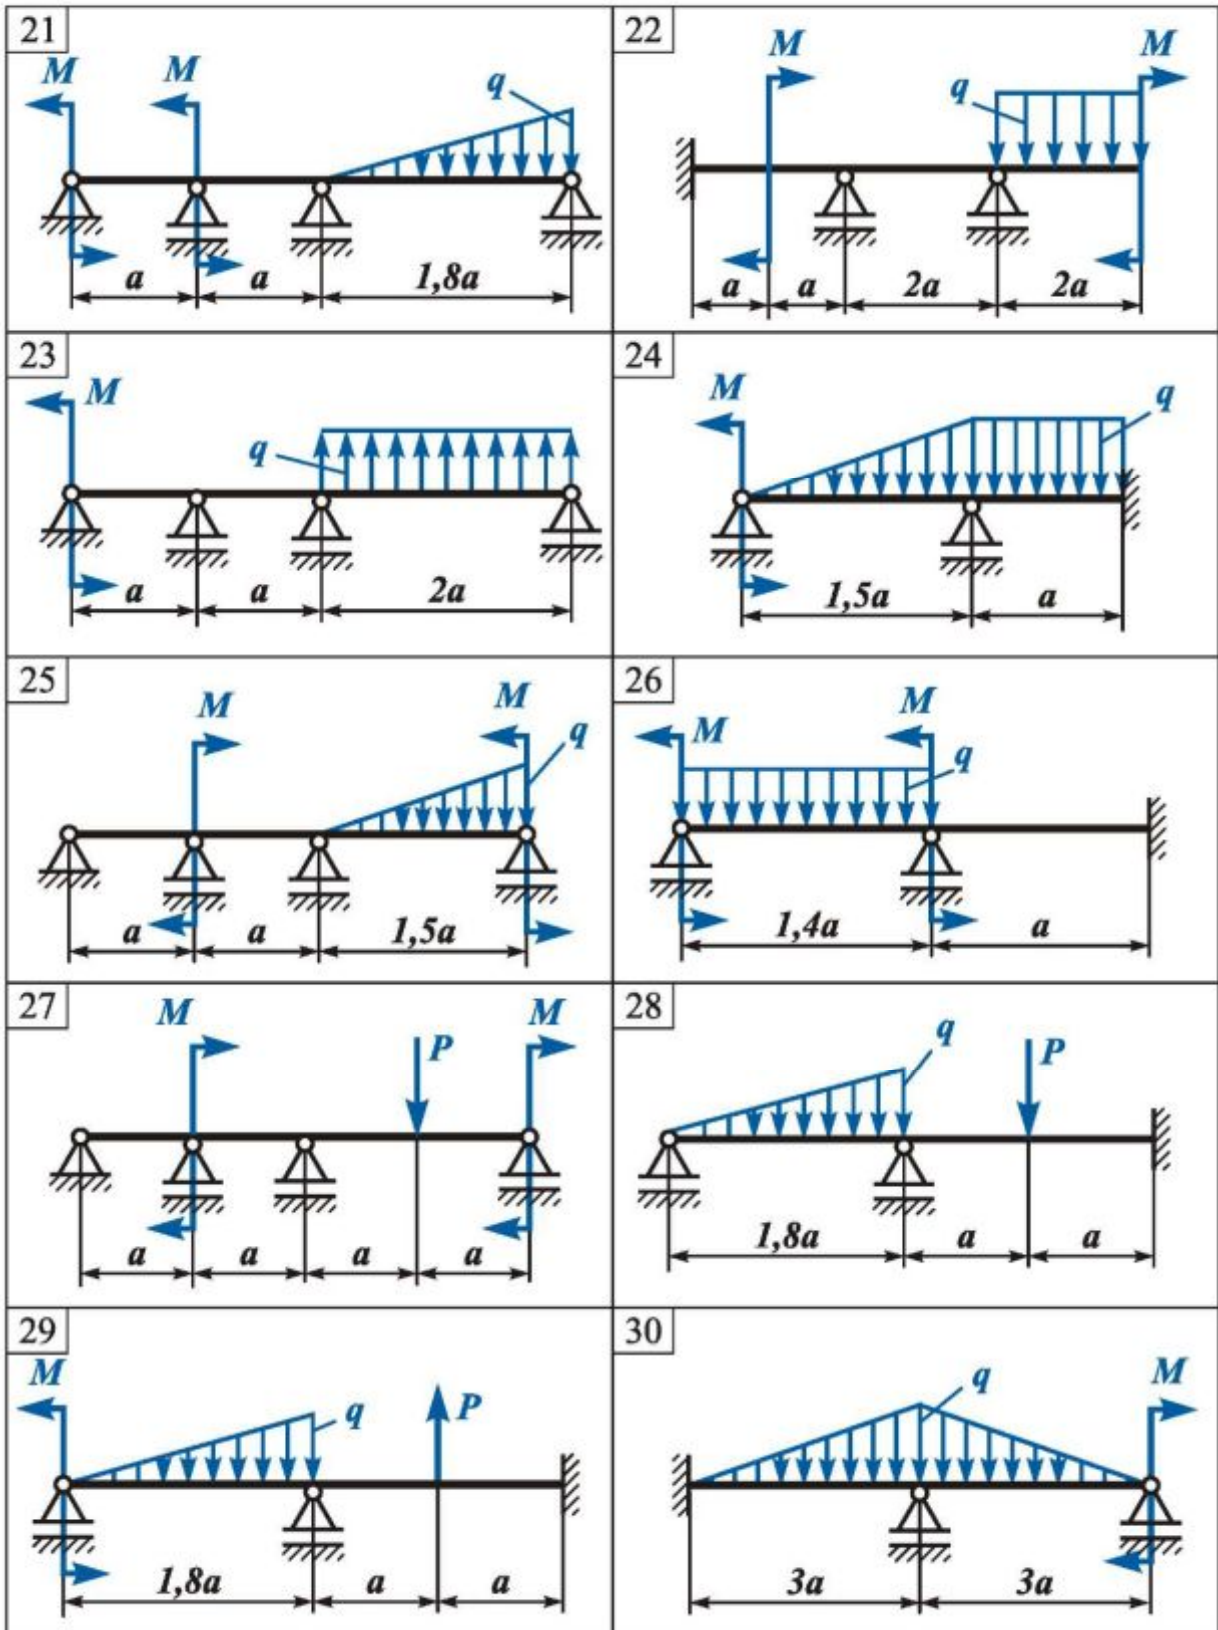 21
M M q
a a 1,8a
22
M M
q
a a 2a 2a
23
M
q
a a 2a
24
M q
1,5a a
25
M M q
a a 1,5a
26
M M q
1,4a a
27
M M
P
a a a a
28
q P
1,8a a a
29
M q P
1,8a a a
30
q M
3a 3a